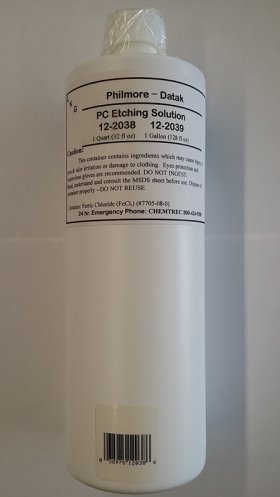 L K G
Philmore – Datak
PC Etching Solution
12-2038 12-2039
1 Quart (32 fl oz) 1 Gallon (128 fl oz)
Caution:
This container contains ingredients which may cause
skin irritation or damage to clothing. Eyes protection and
gloves are recommended. DO NOT INGEST.
understand and consult the MSDS sheet before use. Dispose
properly –DO NOT REUSE
Contains: Ferric Chloride (FeCl₃) (#7705-08-0)
24 hr. Emergency Phone: CHEMTREC 800-424-